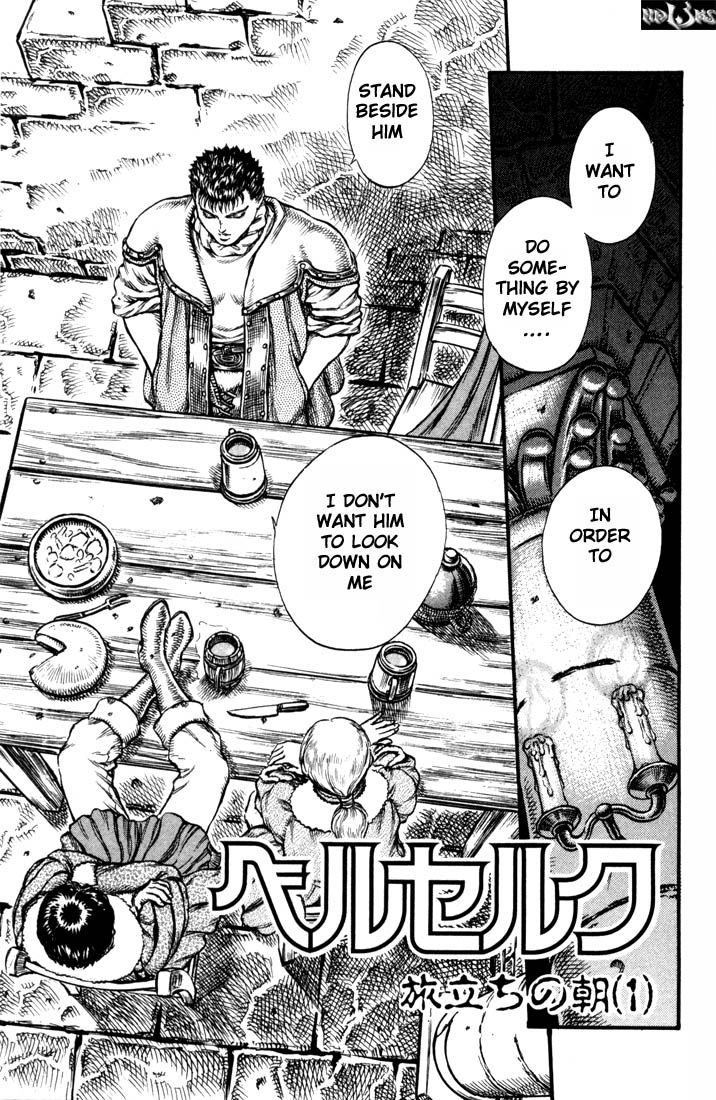 I
WANT
TO
DO
SOME-
THING BY
MYSELF
....
IN
ORDER
TO
STAND
BESIDE
HIM
I DON'T
WANT HIM
TO LOOK
DOWN ON
ME
ベルセルク
旅立ちの朝(1)